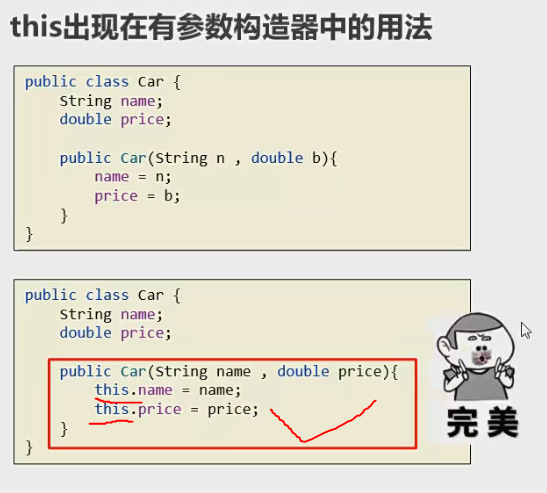 this出现在有参数构造器中的用法
public class Car {
String name;
double price;
public Car(String n , double b){
name = n;
price = b;
}
}
public class Car {
String name;
double price;
public Car(String name , double price){
this.name = name;
this.price = price;
}
}
完美